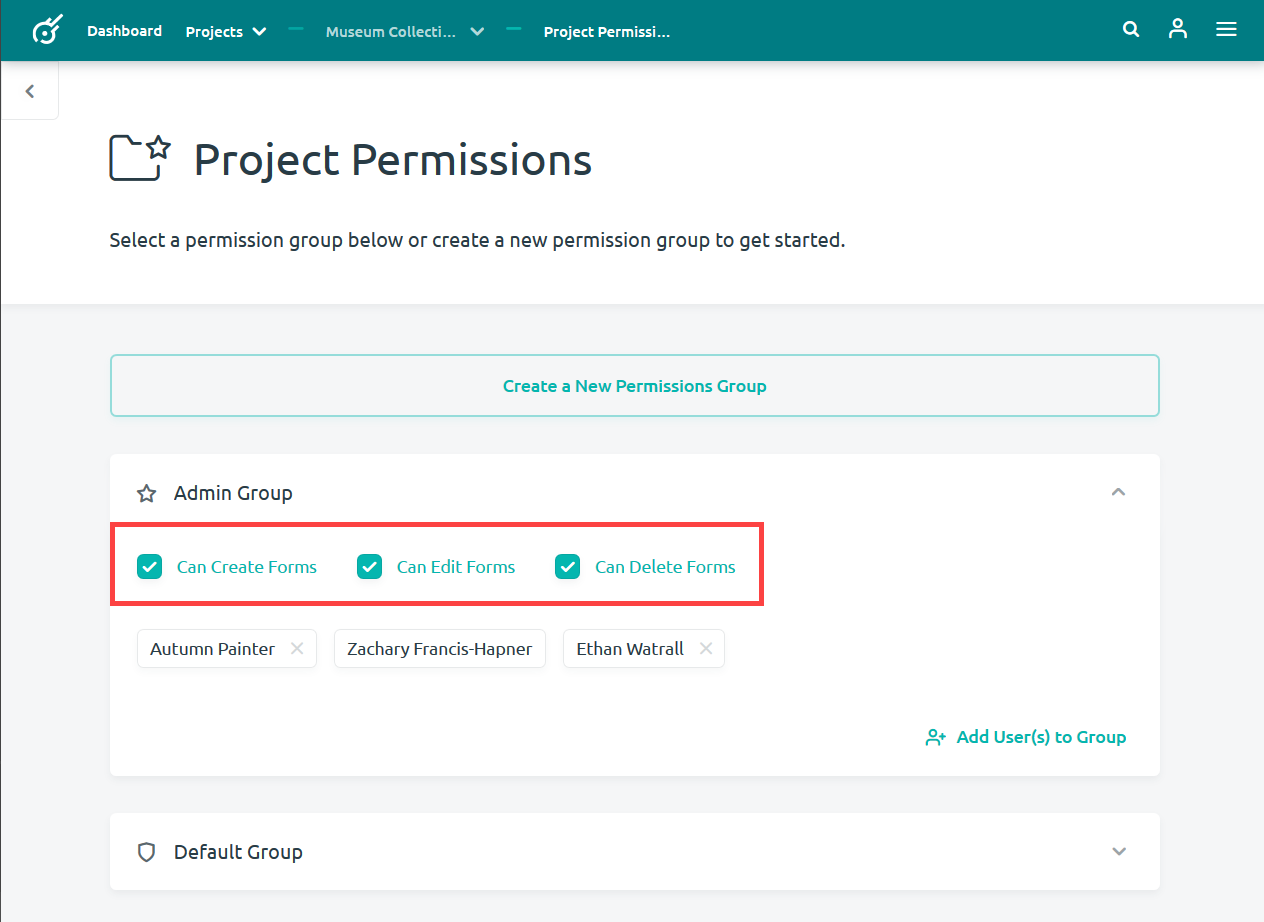 Dashboard Projects Museum Collecti... Project Permissi...
Project Permissions
Select a permission group below or create a new permission group to get started.
Create a New Permissions Group
Admin Group
Can Create Forms Can Edit Forms Can Delete Forms
Autumn Painter Zachary Francis-Hapner Ethan Watrall
Add User(s) to Group
Default Group